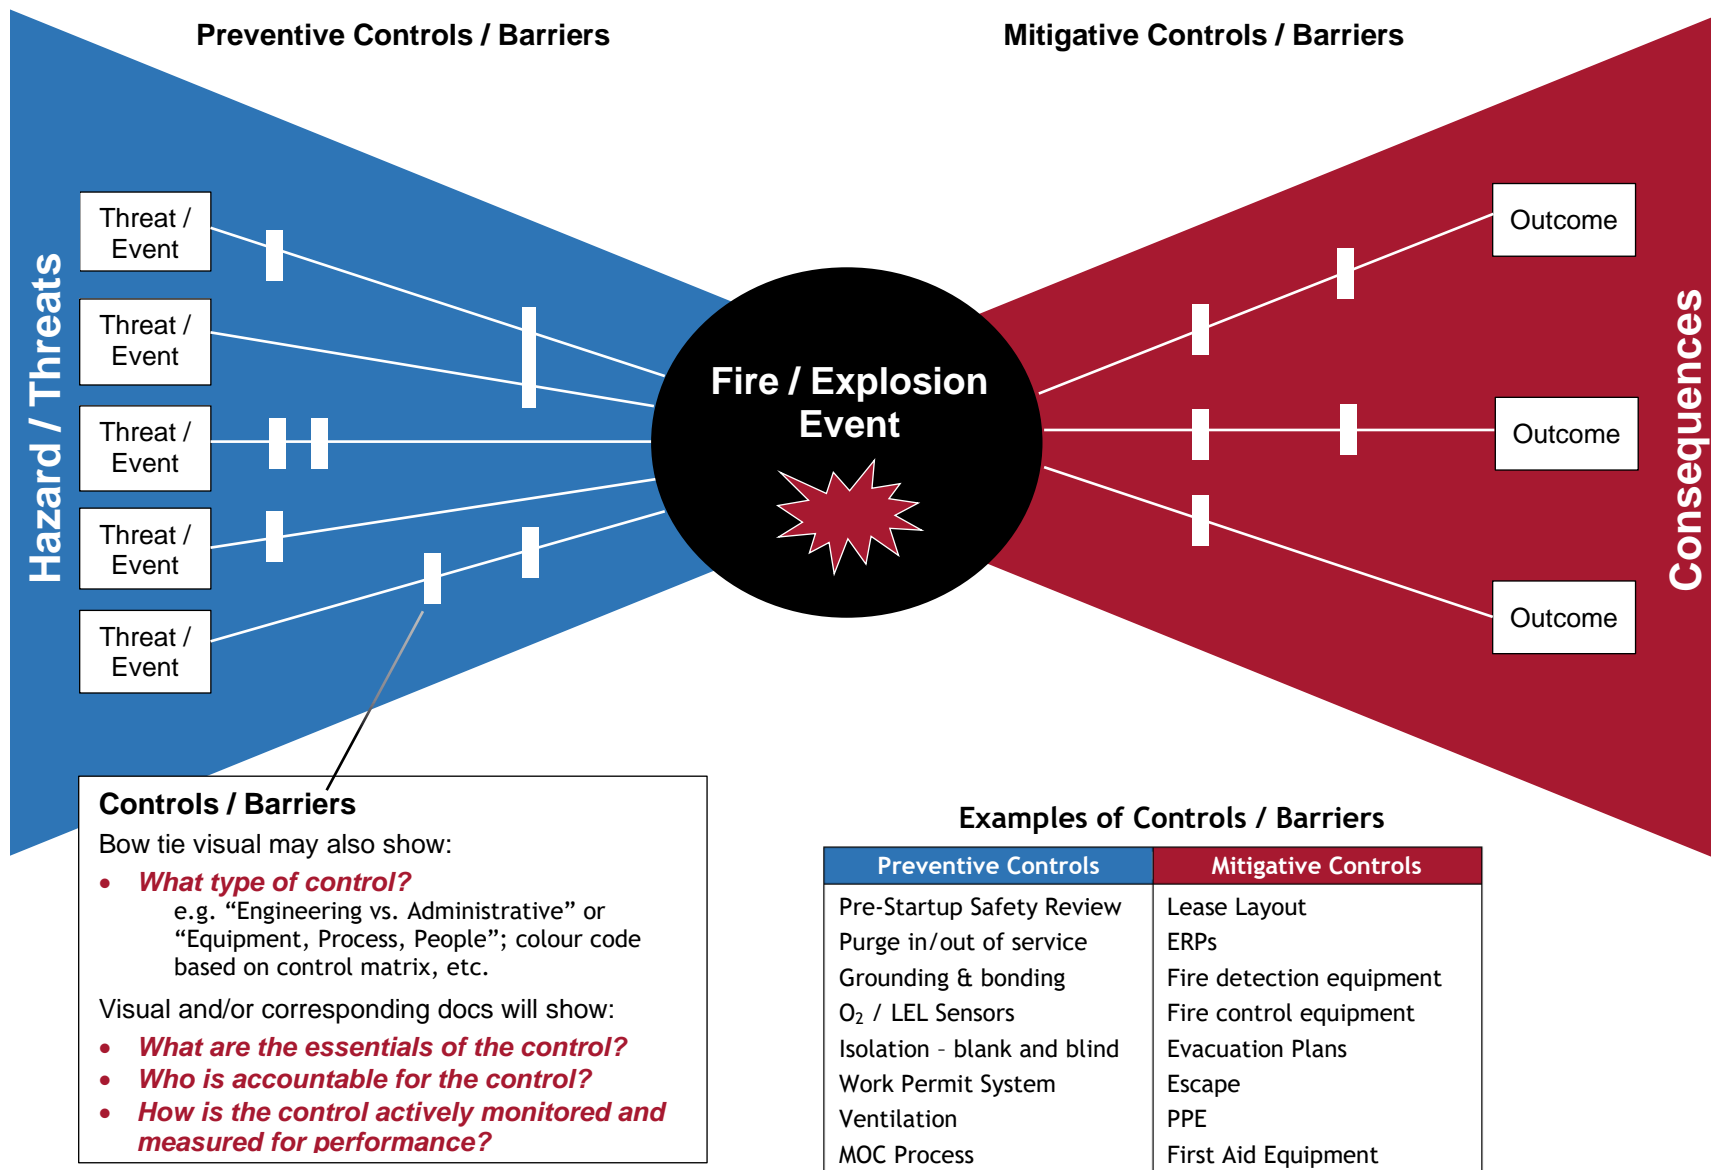 Preventive Controls / Barriers
Mitigative Controls / Barriers
Hazard / Threats
Threat /
Event
Threat /
Event
Threat /
Event
Threat /
Event
Threat /
Event
Fire / Explosion
Event
Outcome
Outcome
Outcome
Consequences
Controls / Barriers
Bow tie visual may also show:
• What type of control?
e.g. “Engineering vs. Administrative” or
“Equipment, Process, People”; colour code
based on control matrix, etc.
Visual and/or corresponding docs will show:
• What are the essentials of the control?
• Who is accountable for the control?
• How is the control actively monitored and
measured for performance?
Examples of Controls / Barriers
Preventive Controls
Pre-Startup Safety Review
Purge in/out of service
Grounding & bonding
O₂ / LEL Sensors
Isolation – blank and blind
Work Permit System
Ventilation
MOC Process
Mitigative Controls
Lease Layout
ERPs
Fire detection equipment
Fire control equipment
Evacuation Plans
Escape
PPE
First Aid Equipment